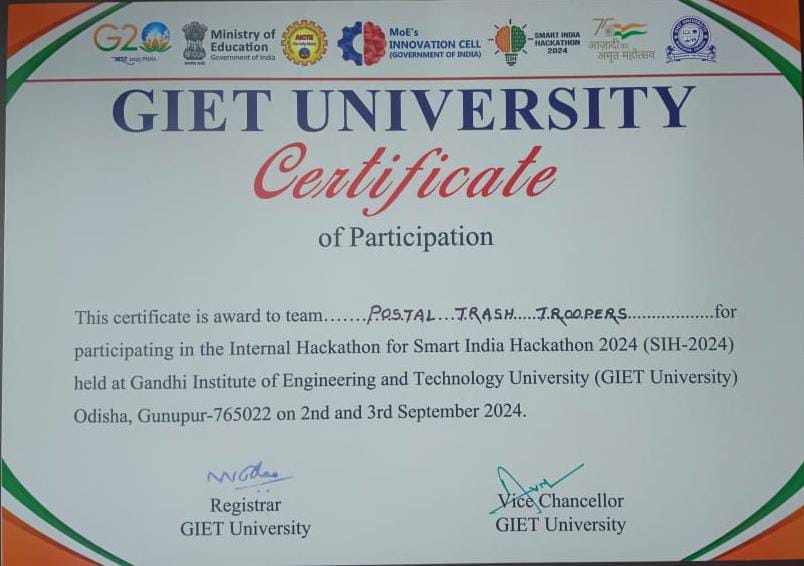 G20
भारत 2023 INDIA
Ministry of
Education
Government of India
AICTE
MoE's
INNOVATION CELL
(GOVERNMENT OF INDIA)
SMART INDIA
HACKATHON
2024
SIH
75
आज़ादी का
अमृत महोत्सव
GIET UNIVERSITY
GIET UNIVERSITY
Certificate
of Participation
This certificate is award to team.......POSTAL...TRASH.....TROOPERS..................for
participating in the Internal Hackathon for Smart India Hackathon 2024 (SIH-2024)
held at Gandhi Institute of Engineering and Technology University (GIET University)
Odisha, Gunupur-765022 on 2nd and 3rd September 2024.
Registrar
GIET University
Vice Chancellor
GIET University